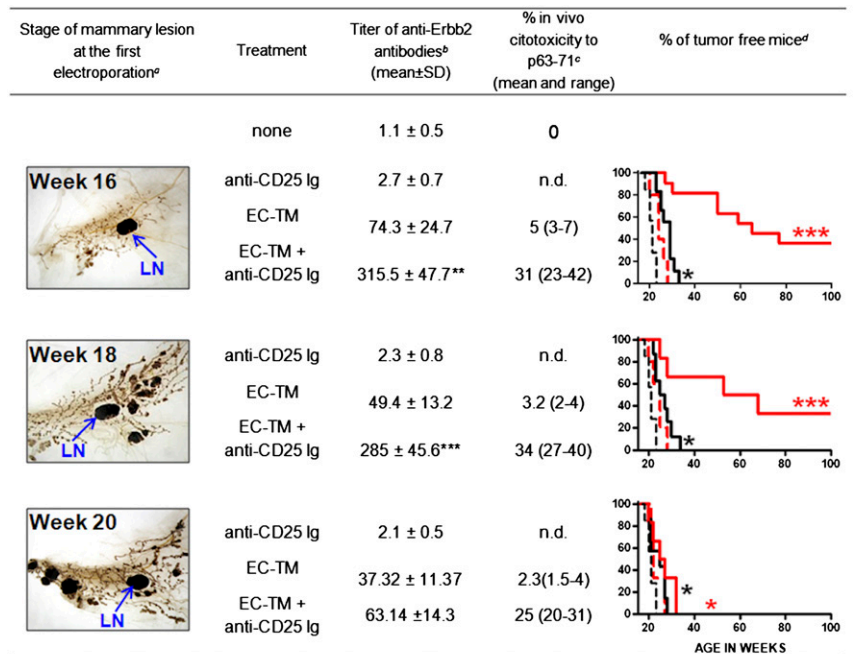 Stage of mammary lesion
at the first
electroporationa
Treatment
Titer of anti-Erbb2
antibodiesb
(mean±SD)
% in vivo
citotoxicity to
p63-71c
(mean and range)
% of tumor free miced
none
1.1 ± 0.5
0
Week 16
LN
anti-CD25 Ig
2.7 ± 0.7
n.d.
EC-TM
74.3 ± 24.7
5 (3-7)
EC-TM +
anti-CD25 Ig
315.5 ± 47.7**
31 (23-42)
100
80
60
40
20
0
20
40
60
80
100
***
*
Week 18
LN
anti-CD25 Ig
2.3 ± 0.8
n.d.
EC-TM
49.4 ± 13.2
3.2 (2-4)
EC-TM +
anti-CD25 Ig
285 ± 45.6***
34 (27-40)
100
80
60
40
20
0
20
40
60
80
100
***
*
Week 20
LN
anti-CD25 Ig
2.1 ± 0.5
n.d.
EC-TM
37.32 ± 11.37
2.3(1.5-4)
EC-TM +
anti-CD25 Ig
63.14 ±14.3
25 (20-31)
100
80
60
40
20
0
20
40
60
80
100
*
*
AGE IN WEEKS